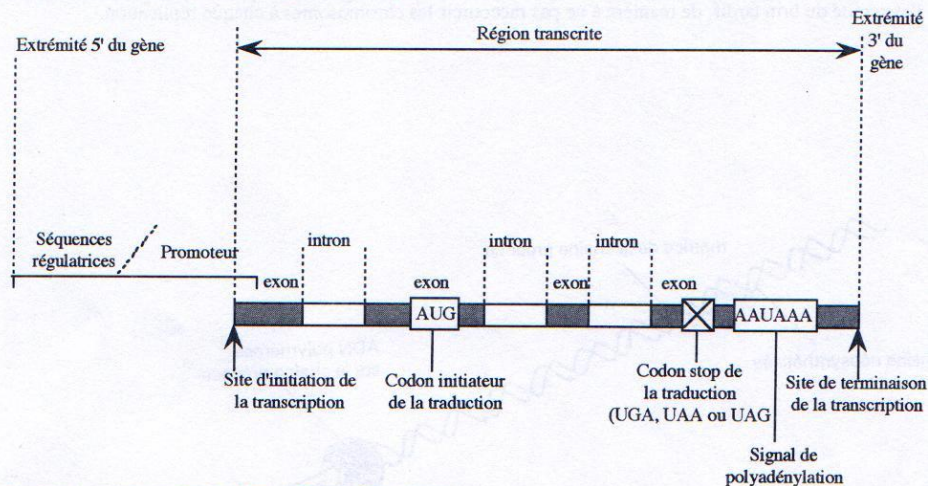 Extrémité 5' du gène
Région transcrite
Extrémité
3' du
gène
Séquences
régulatrices
Promoteur
intron
intron
intron
exon
exon
exon
exon
AUG
AAUAAA
Site d'initiation de
la transcription
Codon initiateur
de la traduction
Codon stop de
la traduction
(UGA, UAA ou UAG
Site de terminaison
de la transcription
Signal de
polyadénylation